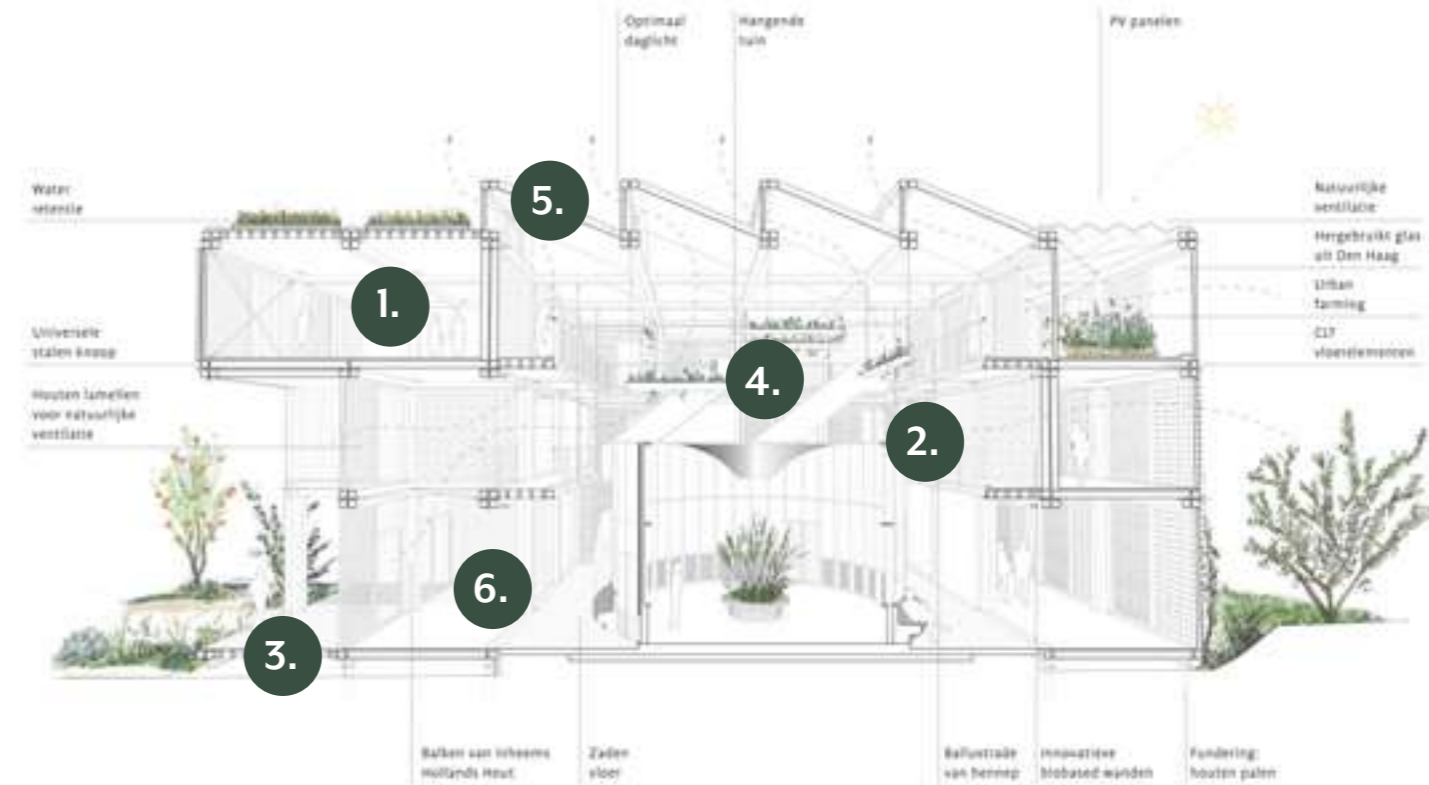 Optimaal
daglicht
Hangende
tuin
PV panelen
Water
retentie
5.
Natuurlijke
ventilatie
Hergebruikt glas
uit Den Haag
1.
Urban
farming
Universele
stalen knoop
CLT
vloerelementen
4.
Houten lamellen
voor natuurlijke
ventilatie
2.
6.
3.
Balken van inheems
Hollands Hout
Zaden
vloer
Ballustrade
van hennep
Innovatieve
biobased wanden
Fundering:
houten palen